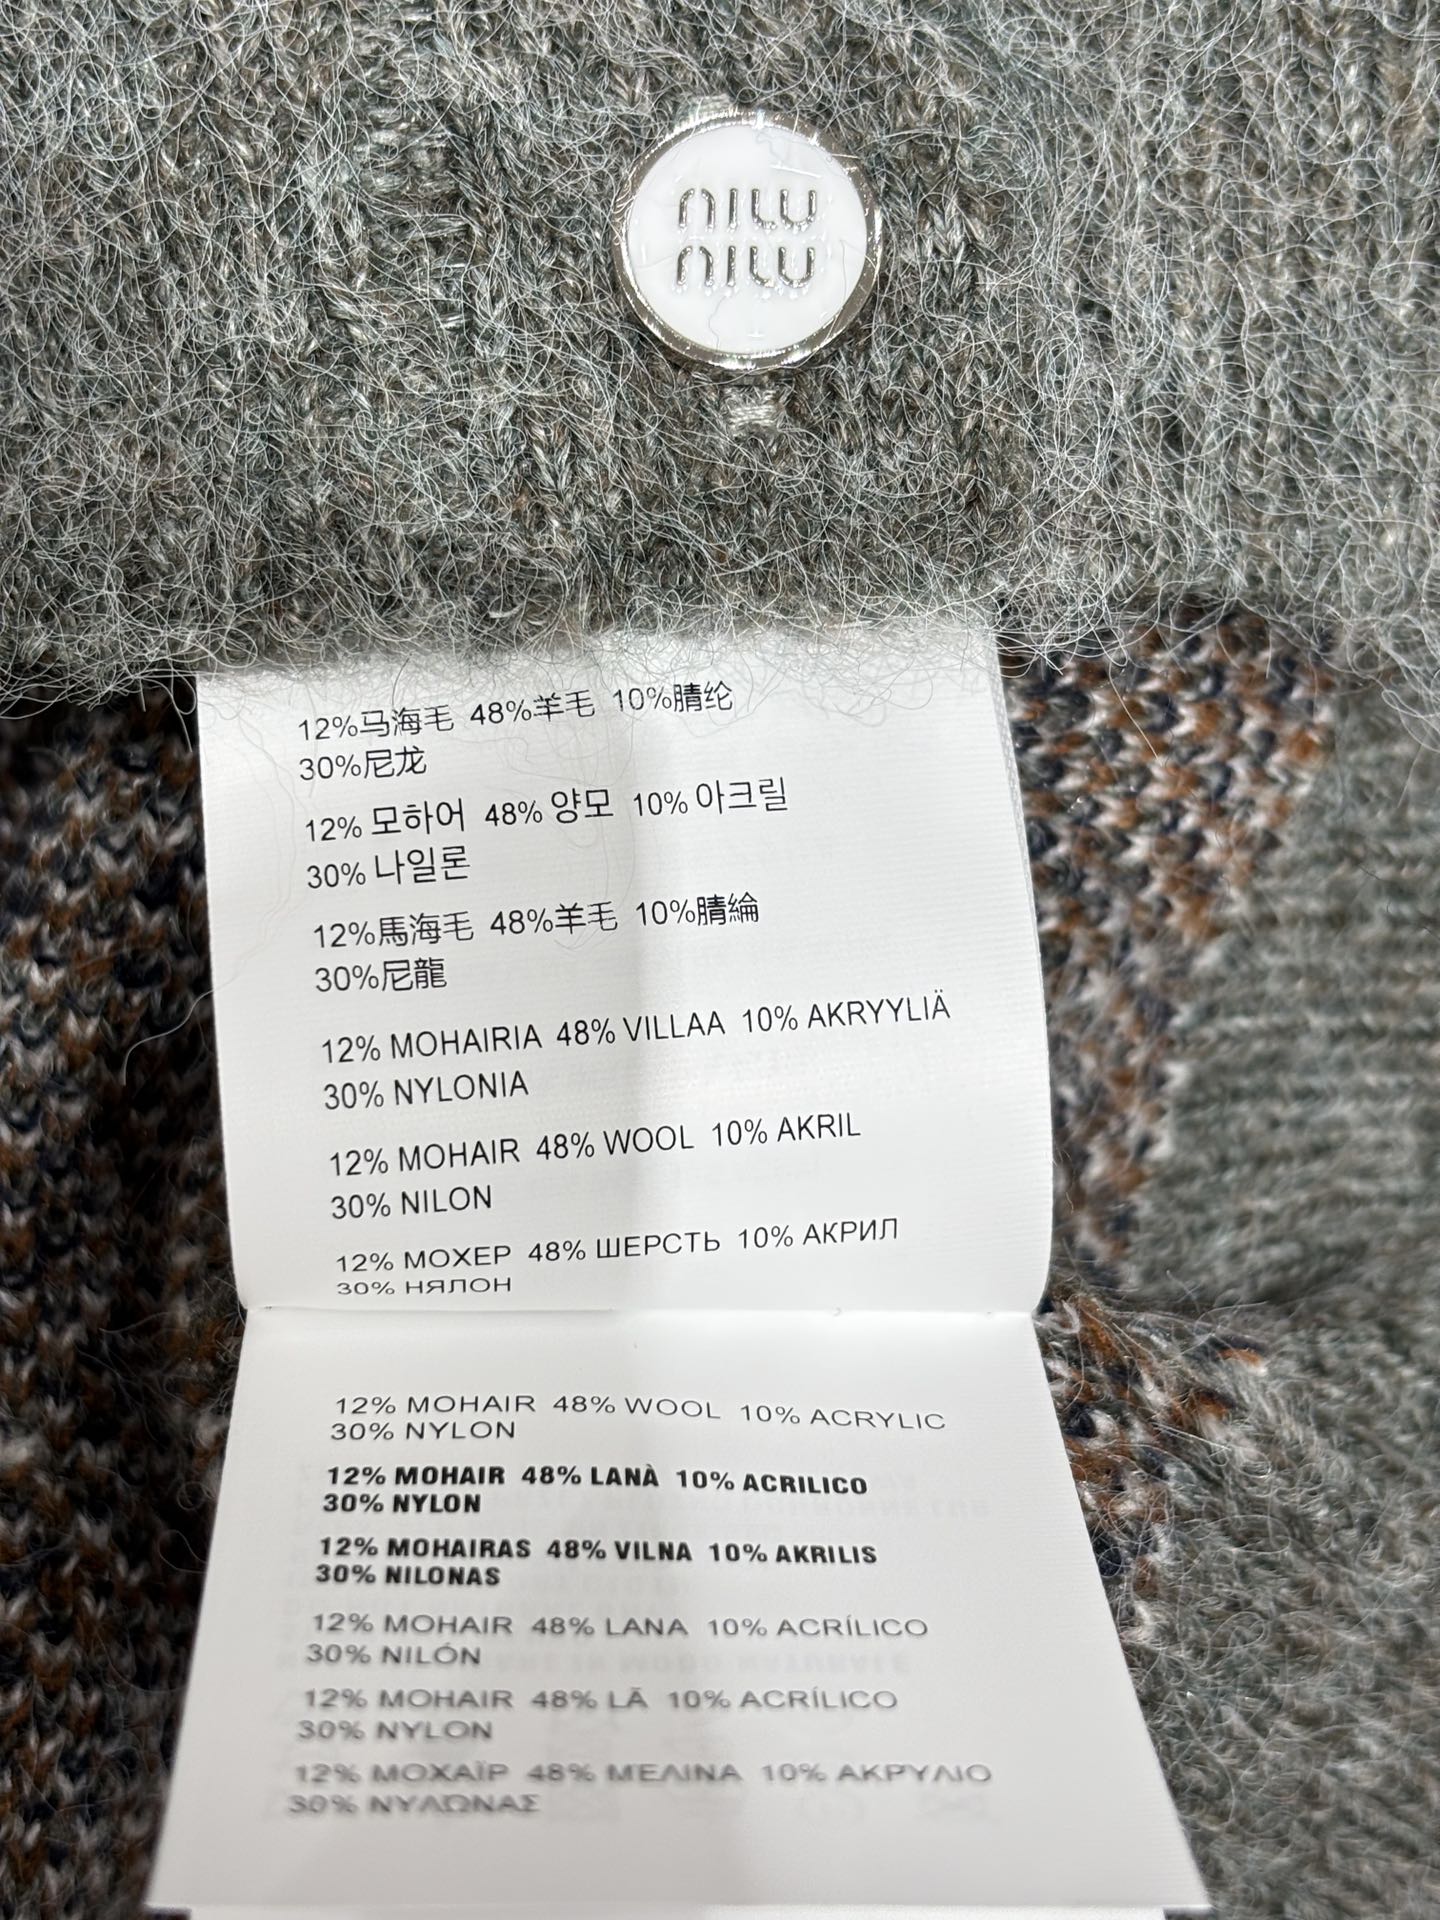 nilu
nilu
12%马海毛 48%羊毛 10%腈纶
30%尼龙
12% 모하어 48% 양모 10% 아크릴
30% 나일론
12%馬海毛 48%羊毛 10%腈綸
30%尼龍
12% MOHAIRIA 48% VILLAA 10% AKRYYLIÄ
30% NYLONIA
12% MOHAIR 48% WOOL 10% AKRIL
30% NILON
12% МОХЕР 48% ШЕРСТЬ 10% АКРИЛ
30% НЯЛОН
12% MOHAIR 48% WOOL 10% ACRYLIC
30% NYLON
12% MOHAIR 48% LANÀ 10% ACRILICO
30% NYLON
12% MOHAIRAS 48% VILNA 10% AKRILIS
30% NILONAS
12% MOHAIR 48% LANA 10% ACRÍLICO
30% NILÓN
12% MOHAIR 48% LÃ 10% ACRÍLICO
30% NYLON
12% ΜΟΧΑΪΡ 48% ΜΕΛΙΝΑ 10% ΑΚΡΥΛΙΟ
30% ΝΥΛΩΝΑΣ